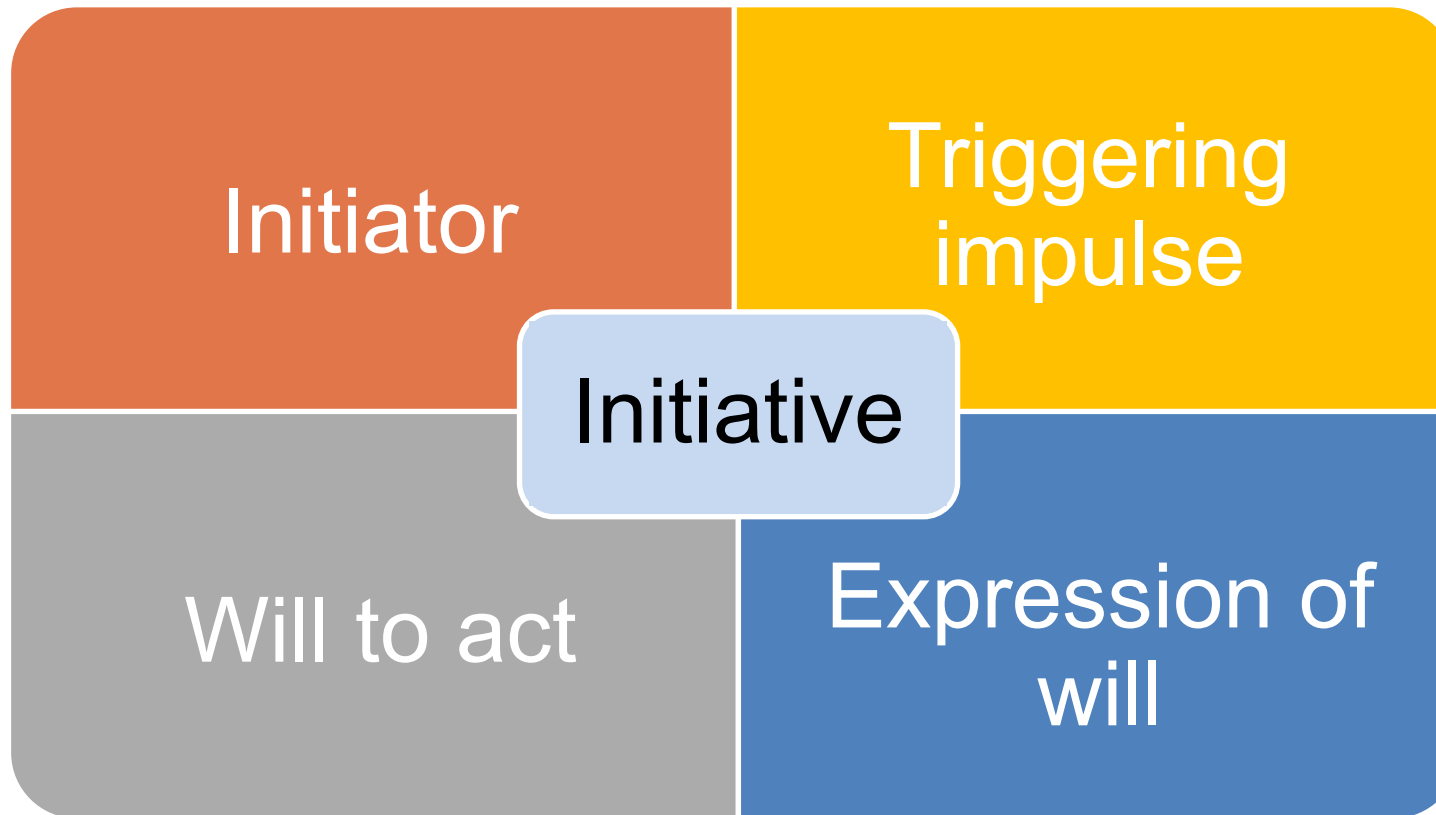 Initiator
Triggering
impulse
Initiative
Will to act
Expression of
will